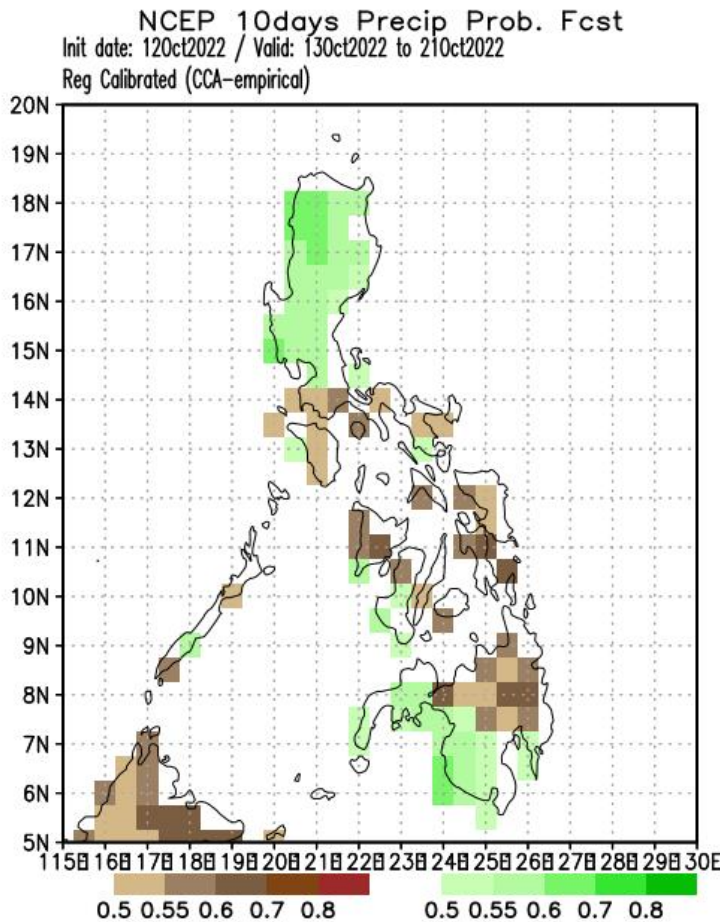 NCEP 10days Precip Prob. Fcst
Init date: 12Oct2022 / Valid: 13Oct2022 to 21Oct2022
Reg Calibrated (CCA-empirical)
20N
19N
18N
17N
16N
15N
14N
13N
12N
11N
10N
9N
8N
7N
6N
5N
115E 116E 117E 118E 119E 120E 121E 122E 123E 124E 125E 126E 127E 128E 129E 130E
0.5 0.55 0.6 0.7 0.8 0.5 0.55 0.6 0.7 0.8